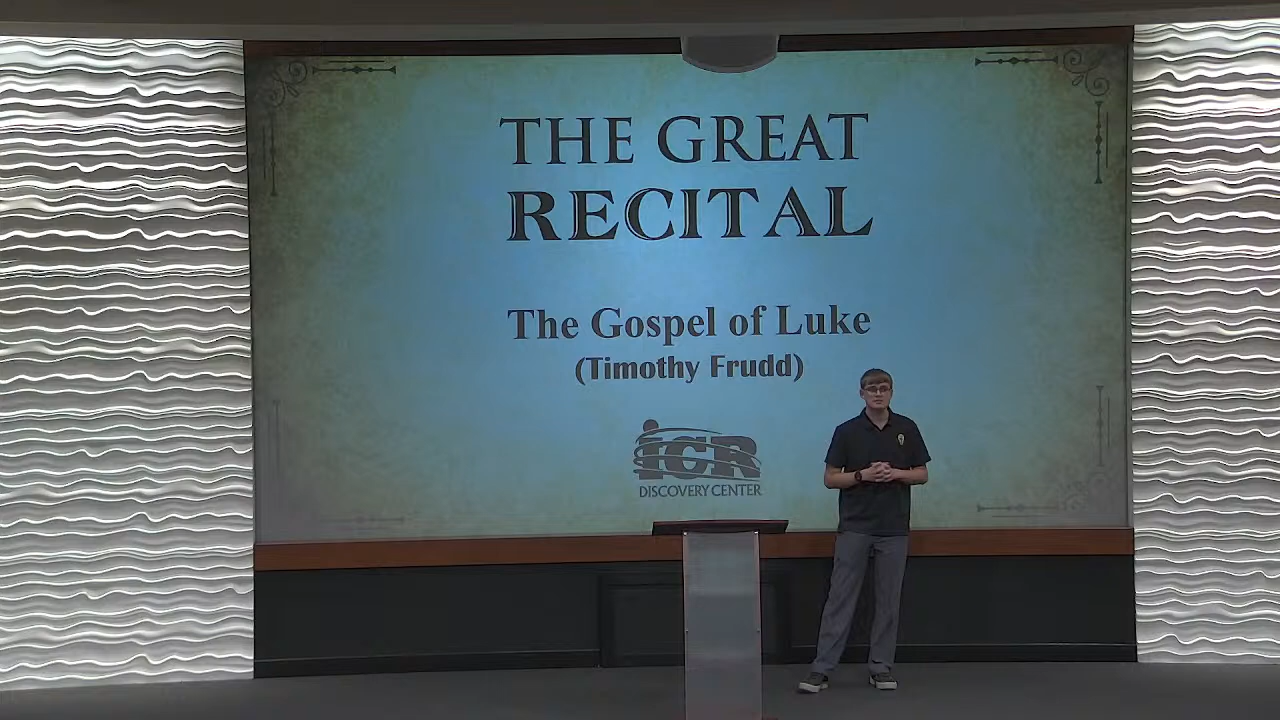 THE GREAT
RECITAL
The Gospel of Luke
(Timothy Frudd)
iCR
DISCOVERY CENTER